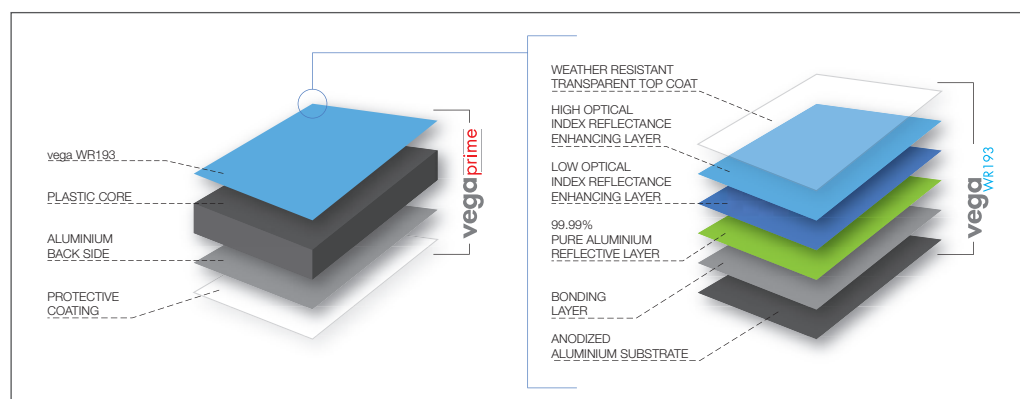 vega WR193
PLASTIC CORE
ALUMINIUM
BACK SIDE
PROTECTIVE
COATING
vegaprime
WEATHER RESISTANT
TRANSPARENT TOP COAT
HIGH OPTICAL
INDEX REFLECTANCE
ENHANCING LAYER
LOW OPTICAL
INDEX REFLECTANCE
ENHANCING LAYER
99.99%
PURE ALUMINIUM
REFLECTIVE LAYER
BONDING
LAYER
ANODIZED
ALUMINIUM SUBSTRATE
vega WR193